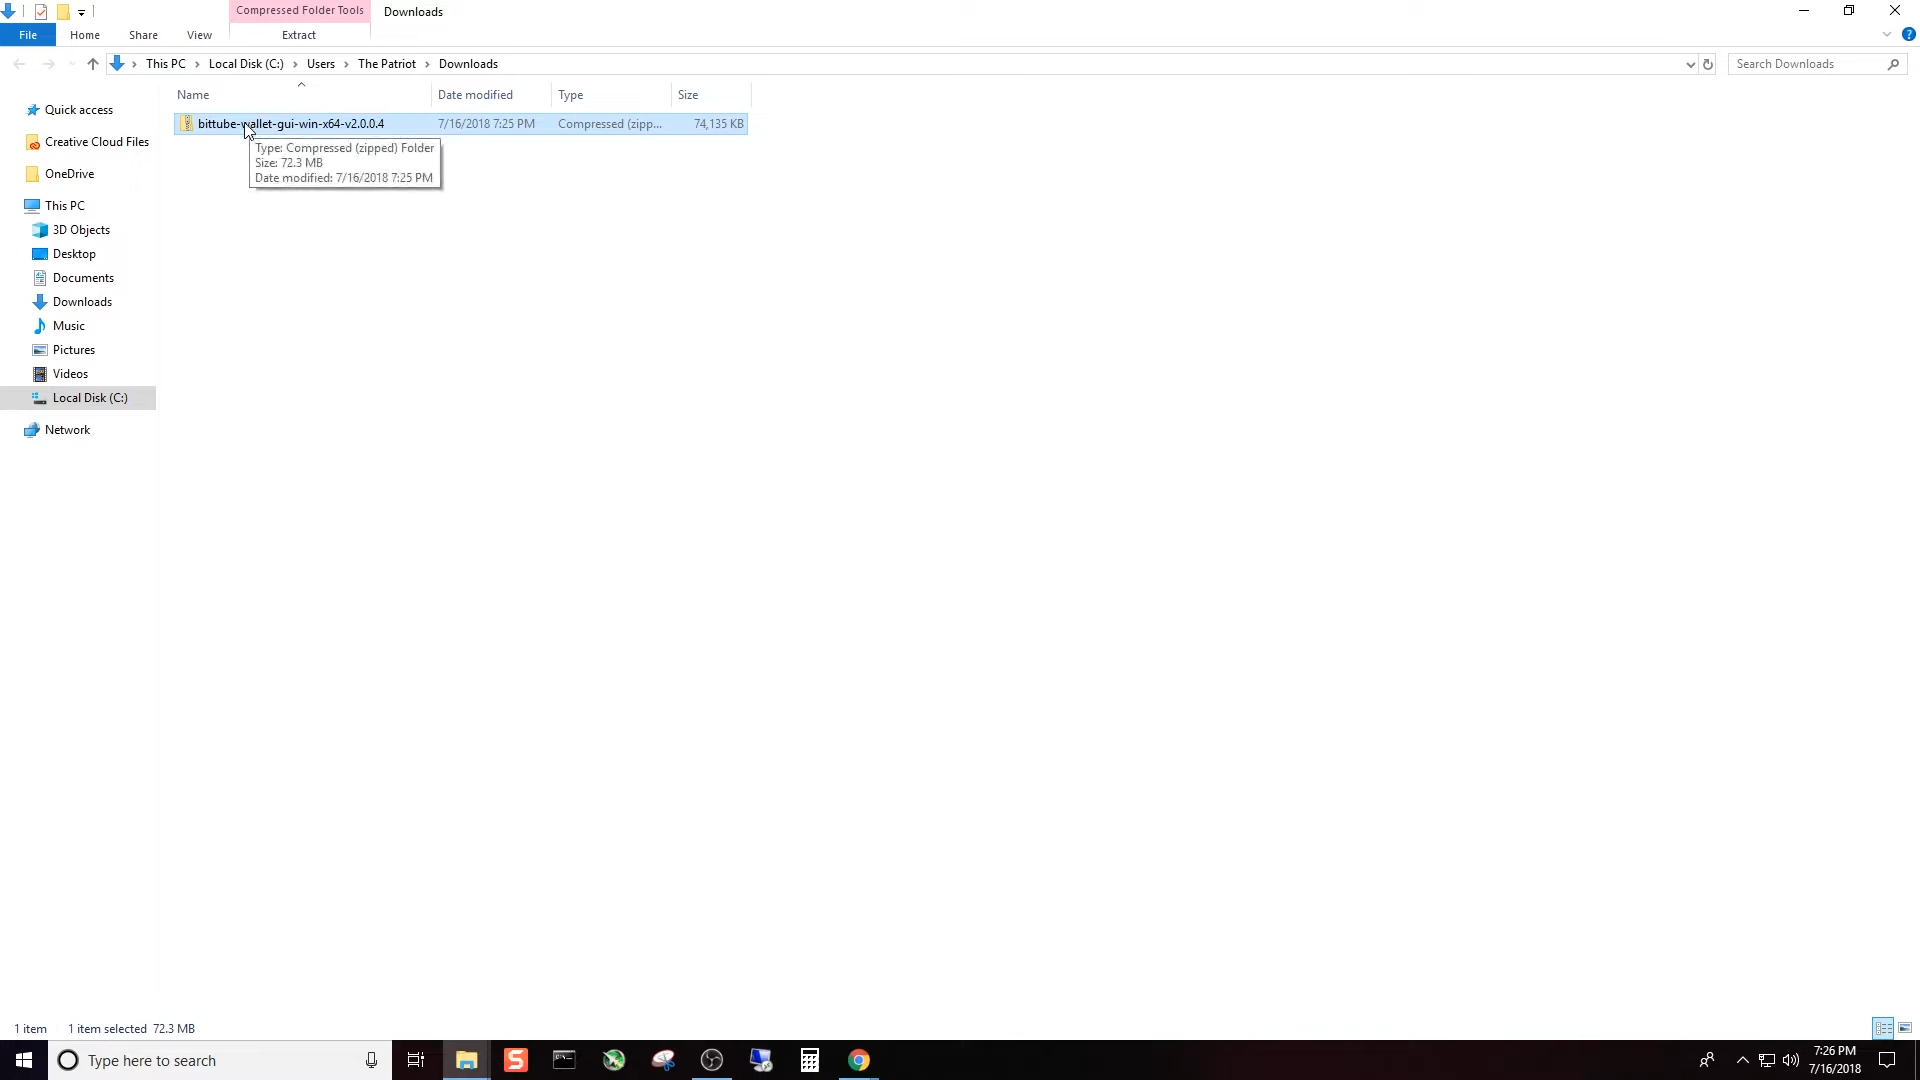 Compressed Folder Tools
Downloads
File
Home
Share
View
Extract
This PC
Local Disk (C:)
Users
The Patriot
Downloads
Search Downloads
Name
Date modified
Type
Size
bittube-wallet-gui-win-x64-v2.0.0.4
7/16/2018 7:25 PM
Compressed (zipp...
74,135 KB
Type: Compressed (zipped) Folder
Size: 72.3 MB
Date modified: 7/16/2018 7:25 PM
Quick access
Creative Cloud Files
OneDrive
This PC
3D Objects
Desktop
Documents
Downloads
Music
Pictures
Videos
Local Disk (C:)
Network
1 item
1 item selected 72.3 MB
Type here to search
7:26 PM
7/16/2018